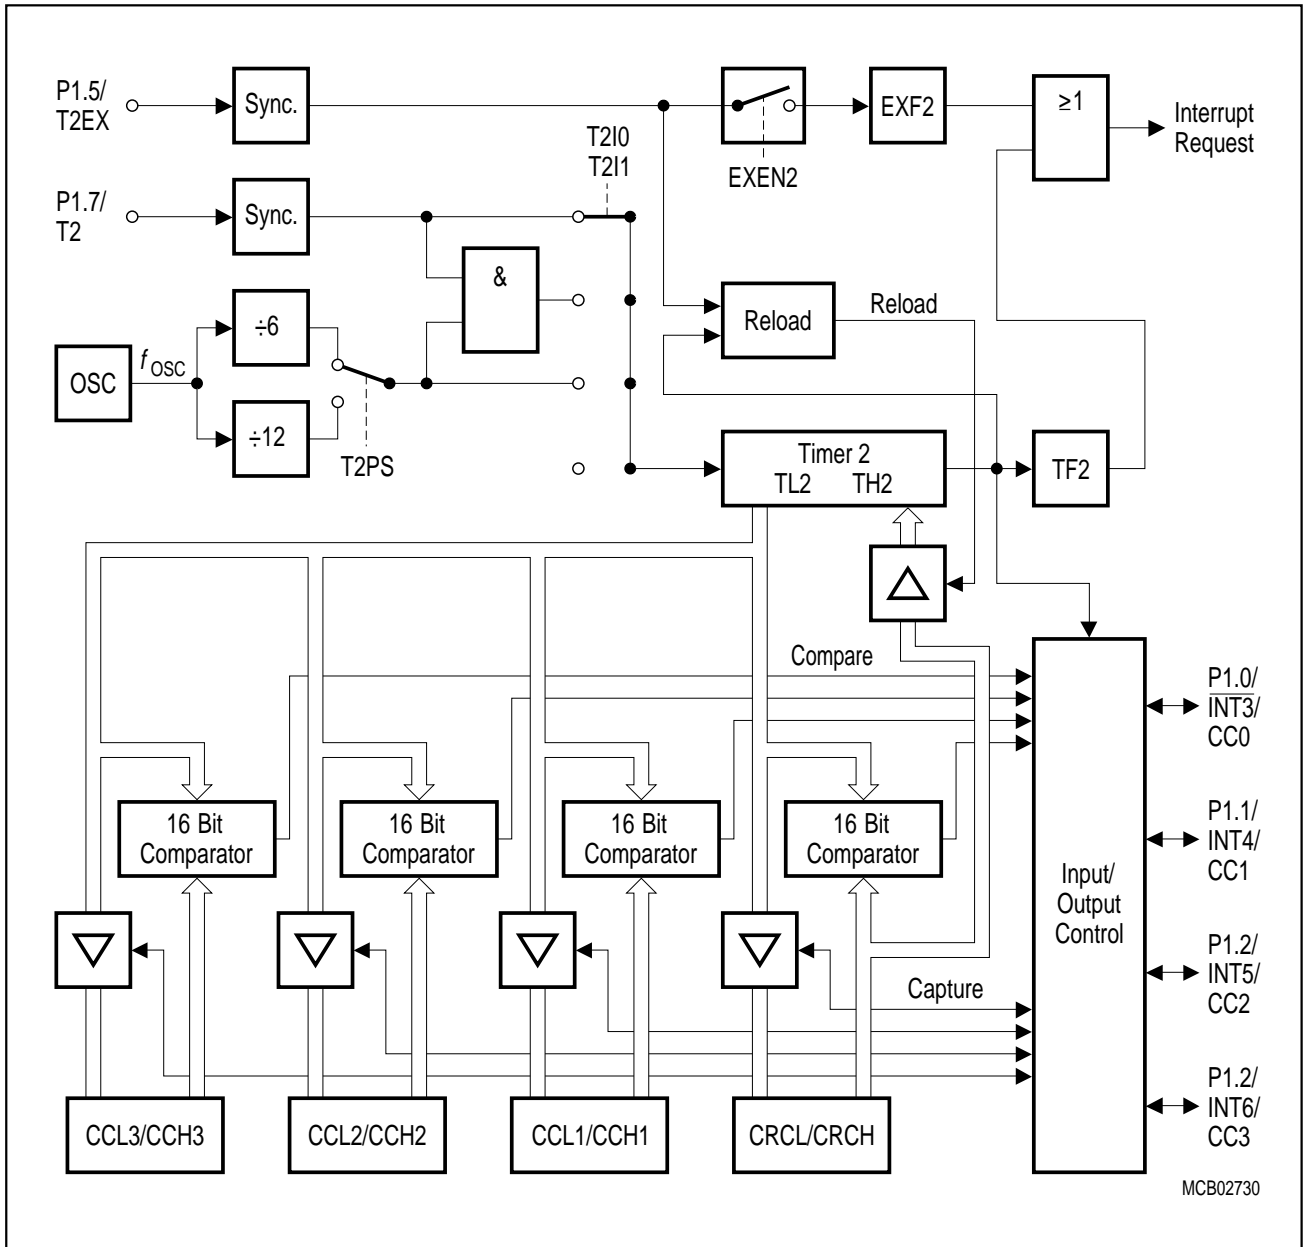 P1.5/
T2EX
Sync.
EXEN2
EXF2
≥1
Interrupt
Request
T2I0
T2I1
P1.7/
T2
Sync.
&
÷6
OSC
fOSC
÷12
T2PS
Reload
Reload
Timer 2
TL2 TH2
TF2
Compare
16 Bit
Comparator
16 Bit
Comparator
16 Bit
Comparator
16 Bit
Comparator
Capture
Input/
Output
Control
P1.0/
INT3/
CC0
P1.1/
INT4/
CC1
P1.2/
INT5/
CC2
P1.2/
INT6/
CC3
CCL3/CCH3
CCL2/CCH2
CCL1/CCH1
CRCL/CRCH
MCB02730